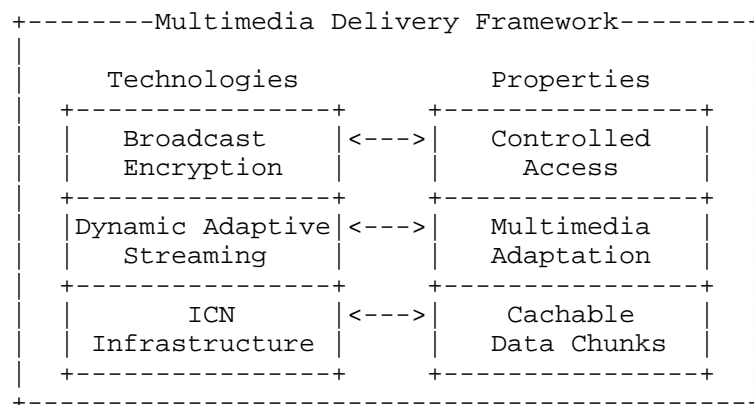 Multimedia Delivery Framework
Technologies Properties
Broadcast <---> Controlled
Encryption Access
Dynamic Adaptive <---> Multimedia
Streaming Adaptation
ICN <---> Cachable
Infrastructure Data Chunks